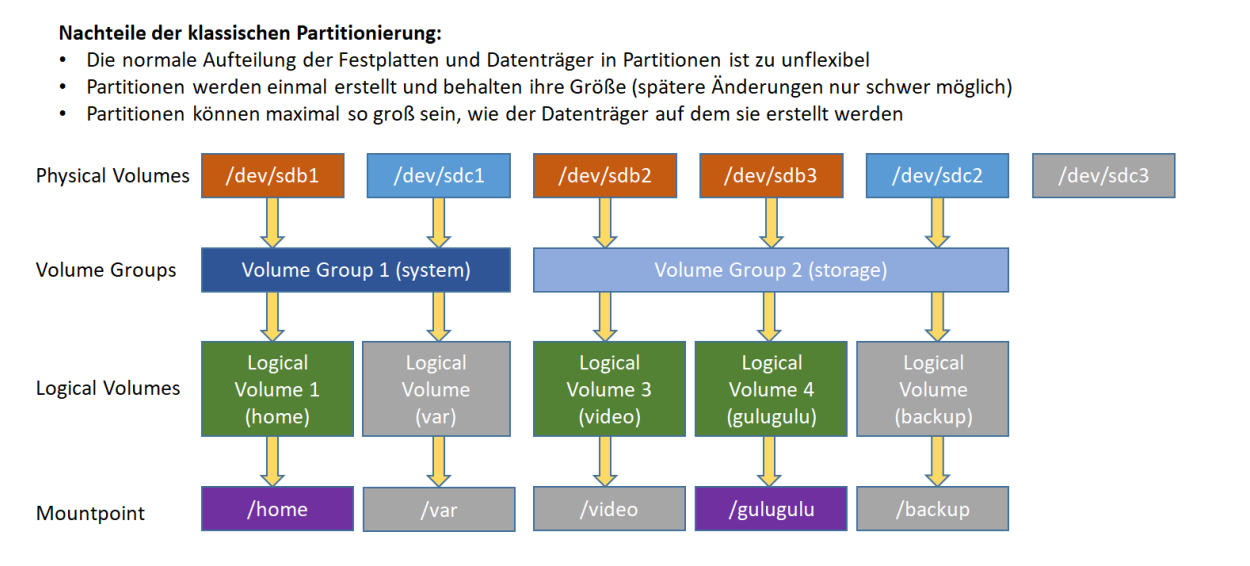 Nachteile der klassischen Partitionierung:
• Die normale Aufteilung der Festplatten und Datenträger in Partitionen ist zu unflexibel
• Partitionen werden einmal erstellt und behalten ihre Größe (spätere Änderungen nur schwer möglich)
• Partitionen können maximal so groß sein, wie der Datenträger auf dem sie erstellt werden
Physical Volumes /dev/sdb1 /dev/sdc1 /dev/sdb2 /dev/sdb3 /dev/sdc2 /dev/sdc3
Volume Groups Volume Group 1 (system) Volume Group 2 (storage)
Logical Volumes
Logical
Volume 1
(home)
Logical
Volume
(var)
Logical
Volume 3
(video)
Logical
Volume 4
(gulugulu)
Logical
Volume
(backup)
Mountpoint /home /var /video /gulugulu /backup